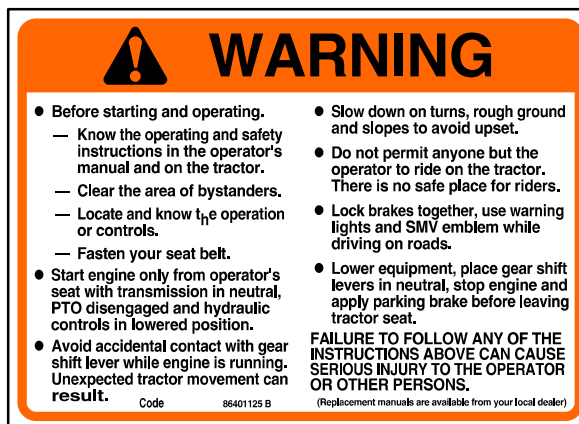 WARNING
● Before starting and operating.
— Know the operating and safety
instructions in the operator's
manual and on the tractor.
— Clear the area of bystanders.
— Locate and know the operation
or controls.
— Fasten your seat belt.
● Start engine only from operator's
seat with transmission in neutral,
PTO disengaged and hydraulic
controls in lowered position.
● Avoid accidental contact with gear
shift lever while engine is running.
Unexpected tractor movement can
result.
Code 86401125 B
● Slow down on turns, rough ground
and slopes to avoid upset.
● Do not permit anyone but the
operator to ride on the tractor.
There is no safe place for riders.
● Lock brakes together, use warning
lights and SMV emblem while
driving on roads.
● Lower equipment, place gear shift
levers in neutral, stop engine and
apply parking brake before leaving
tractor seat.
FAILURE TO FOLLOW ANY OF THE
INSTRUCTIONS ABOVE CAN CAUSE
SERIOUS INJURY TO THE OPERATOR
OR OTHER PERSONS.
(Replacement manuals are available from your local dealer)